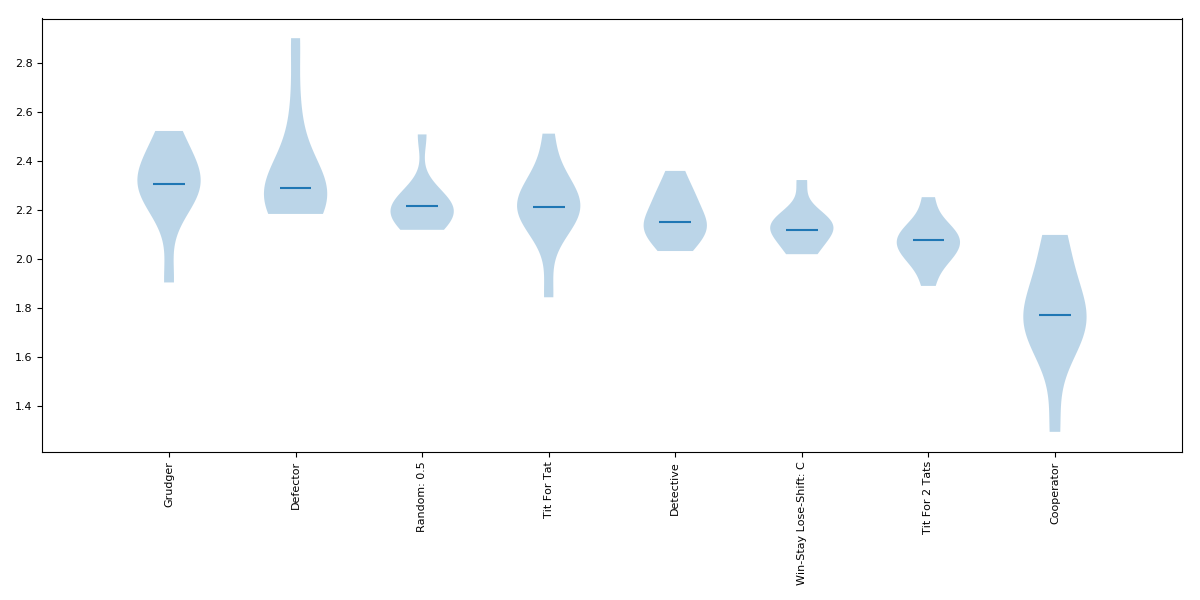 2.8
2.6
2.4
2.2
2.0
1.8
1.6
1.4
Grudger
Defector
Random: 0.5
Tit For Tat
Detective
Win-Stay Lose-Shift: C
Tit For 2 Tats
Cooperator